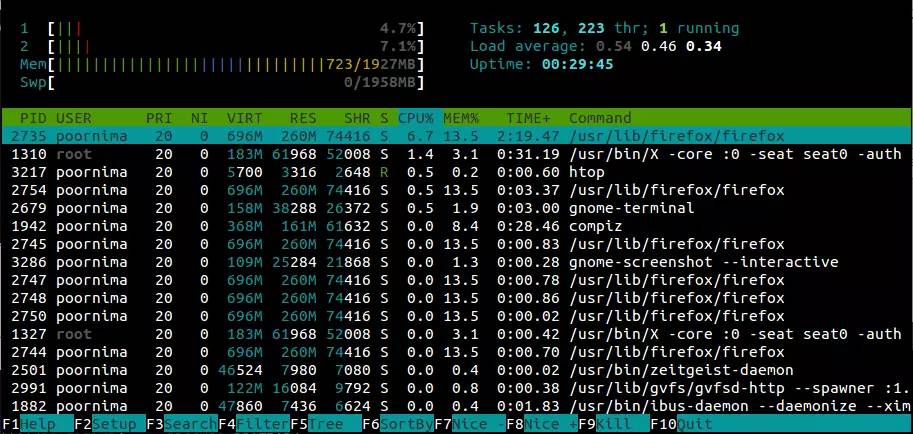 1 [||| 4.7%] Tasks: 126, 223 thr; 1 running
2 [|||| 7.1%] Load average: 0.54 0.46 0.34
Mem[||||||||||||||||||||||||||||||723/1927MB] Uptime: 00:29:45
Swp[ 0/1958MB]
PID USER PRI NI VIRT RES SHR S CPU% MEM% TIME+ Command
2735 poornima 20 0 696M 260M 74416 S 6.7 13.5 2:19.47 /usr/lib/firefox/firefox
1310 root 20 0 183M 61968 52008 S 1.4 3.1 0:31.19 /usr/bin/X -core :0 -seat seat0 -auth
3217 poornima 20 0 5700 3316 2648 R 0.5 0.2 0:00.60 htop
2754 poornima 20 0 696M 260M 74416 S 0.5 13.5 0:03.37 /usr/lib/firefox/firefox
2679 poornima 20 0 158M 38288 26372 S 0.5 1.9 0:03.00 gnome-terminal
1942 poornima 20 0 368M 161M 61632 S 0.0 8.4 0:28.46 compiz
2745 poornima 20 0 696M 260M 74416 S 0.0 13.5 0:00.83 /usr/lib/firefox/firefox
3286 poornima 20 0 109M 25284 21868 S 0.0 1.3 0:00.28 gnome-screenshot --interactive
2747 poornima 20 0 696M 260M 74416 S 0.0 13.5 0:00.78 /usr/lib/firefox/firefox
2748 poornima 20 0 696M 260M 74416 S 0.0 13.5 0:00.86 /usr/lib/firefox/firefox
2750 poornima 20 0 696M 260M 74416 S 0.0 13.5 0:00.02 /usr/lib/firefox/firefox
1327 root 20 0 183M 61968 52008 S 0.0 3.1 0:00.42 /usr/bin/X -core :0 -seat seat0 -auth
2744 poornima 20 0 696M 260M 74416 S 0.0 13.5 0:00.70 /usr/lib/firefox/firefox
2501 poornima 20 0 46524 7980 7080 S 0.0 0.4 0:00.02 /usr/bin/zeitgeist-daemon
2991 poornima 20 0 122M 16084 9792 S 0.0 0.8 0:00.38 /usr/lib/gvfs/gvfsd-http --spawner :1.
1882 poornima 20 0 47860 7436 6624 S 0.0 0.4 0:01.83 /usr/bin/ibus-daemon --daemonize --xim
F1Help F2Setup F3SearchF4FilterF5Tree F6SortByF7Nice -F8Nice +F9Kill F10Quit